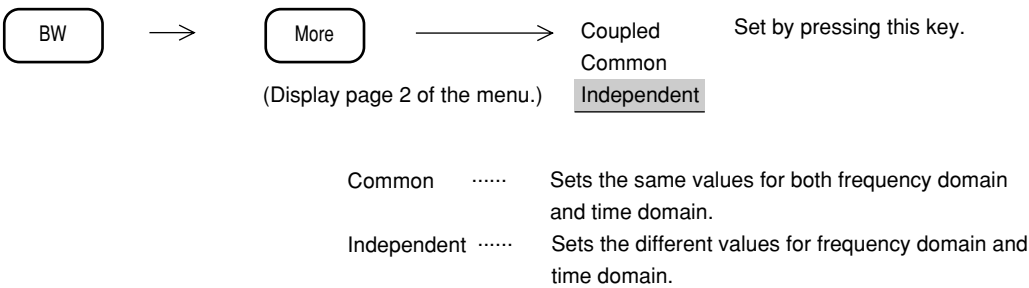 BW More Coupled Set by pressing this key.
Common
(Display page 2 of the menu.) Independent
Common ...... Sets the same values for both frequency domain
and time domain.
Independent ...... Sets the different values for frequency domain and
time domain.